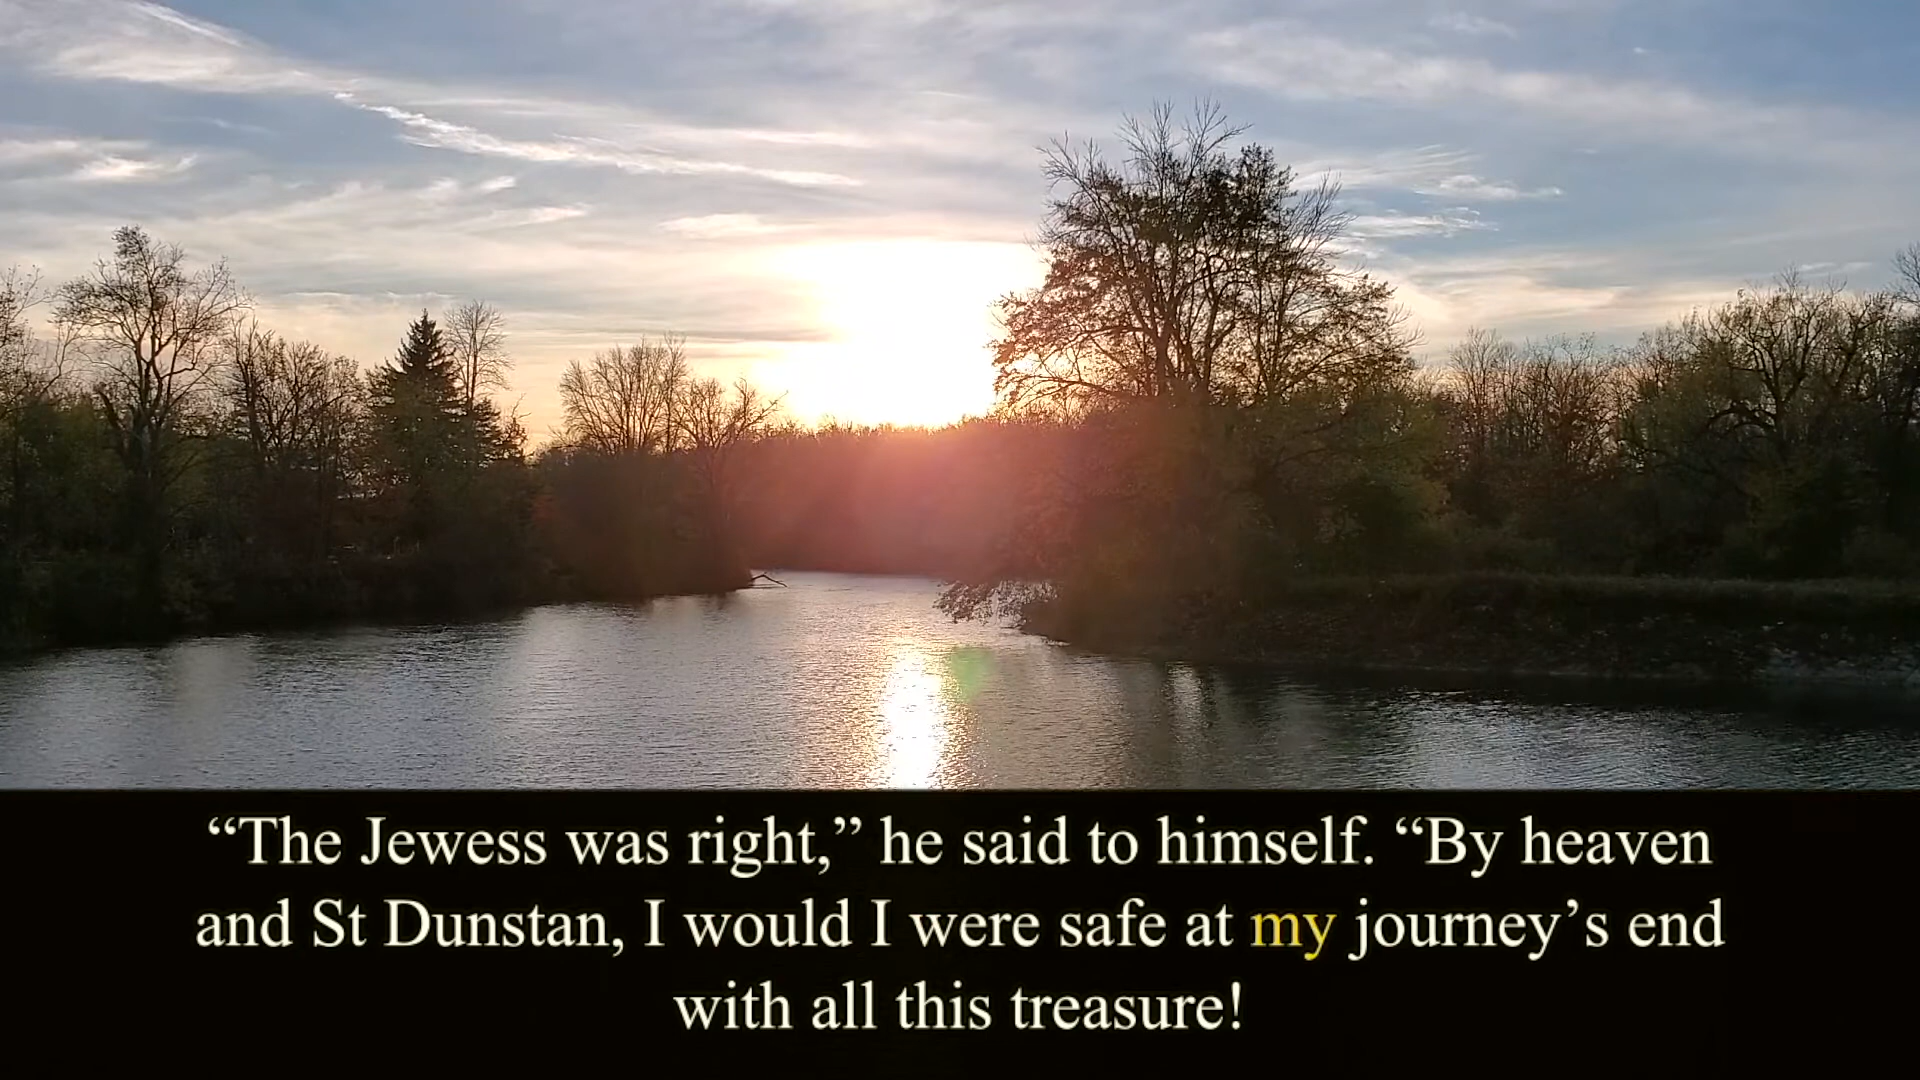 “The Jewess was right,” he said to himself. “By heaven
and St Dunstan, I would I were safe at my journey’s end
with all this treasure!